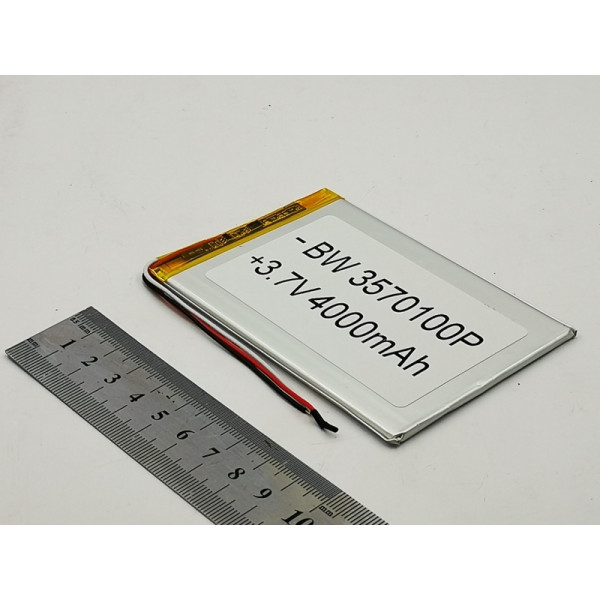 - BW 3570100P
+3.7V 4000mAh
1 2 3 4 5 6 7 8 9 10